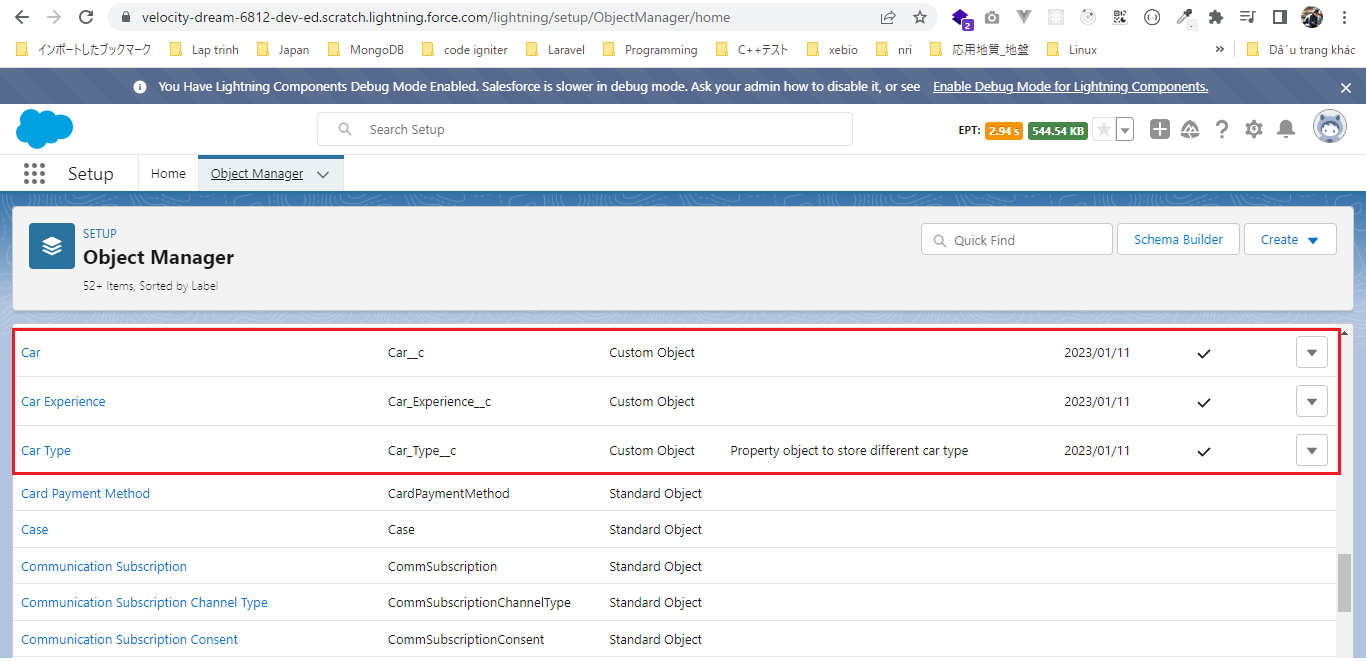 velocity-dream-6812-dev-ed.scratch.lightning.force.com/lightning/setup/ObjectManager/home
2
インポートしたブックマーク Lap trinh Japan MongoDB code igniter Laravel Programming C++テスト xebio nri 応用地質_地盤 Linux » Dấu trang khác
You Have Lightning Components Debug Mode Enabled. Salesforce is slower in debug mode. Ask your admin how to disable it, or see Enable Debug Mode for Lightning Components.
Search Setup
EPT: 2.94 s 544.54 KB
Setup Home Object Manager
SETUP
Object Manager
52+ Items, Sorted by Label
Quick Find
Schema Builder
Create
Car Car__c Custom Object 2023/01/11
Car Experience Car_Experience__c Custom Object 2023/01/11
Car Type Car_Type__c Custom Object Property object to store different car type 2023/01/11
Card Payment Method CardPaymentMethod Standard Object
Case Case Standard Object
Communication Subscription CommSubscription Standard Object
Communication Subscription Channel Type CommSubscriptionChannelType Standard Object
Communication Subscription Consent CommSubscriptionConsent Standard Object